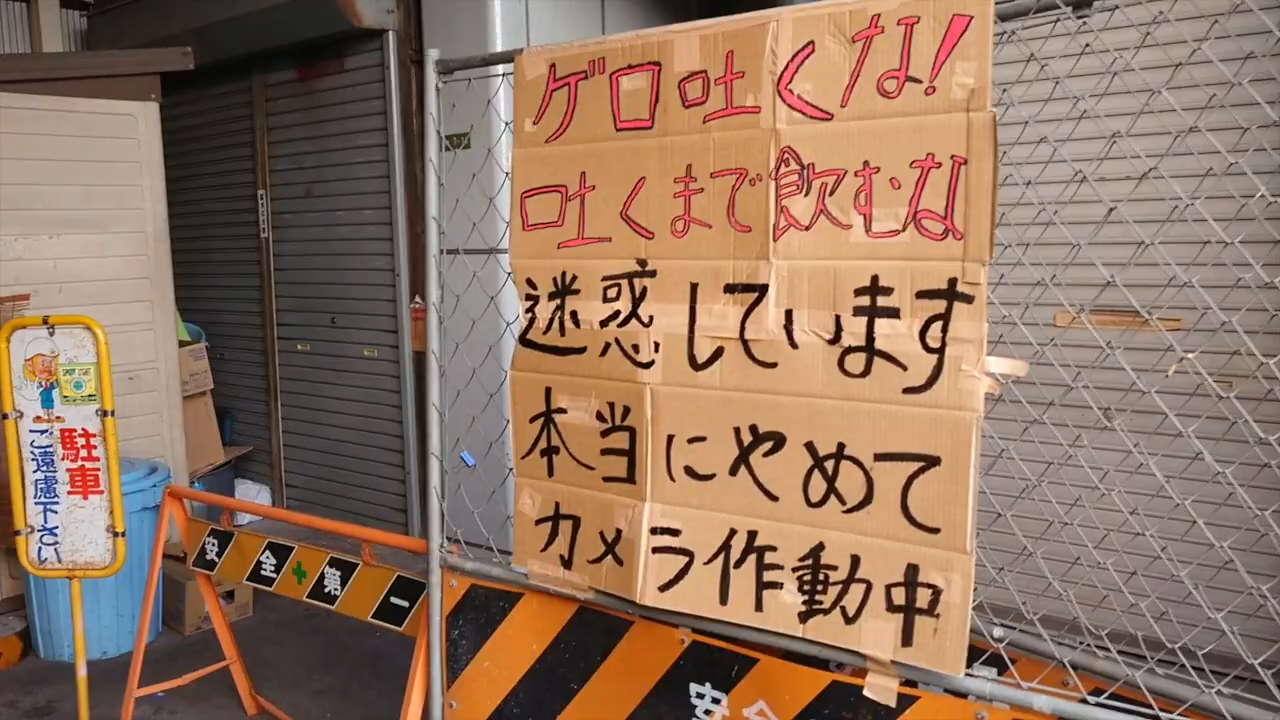 ゲロ吐くな!
吐くまで飲むな
迷惑しています
本当にやめて
カメラ作動中
駐車
ご遠慮下さい
安全第一
安全